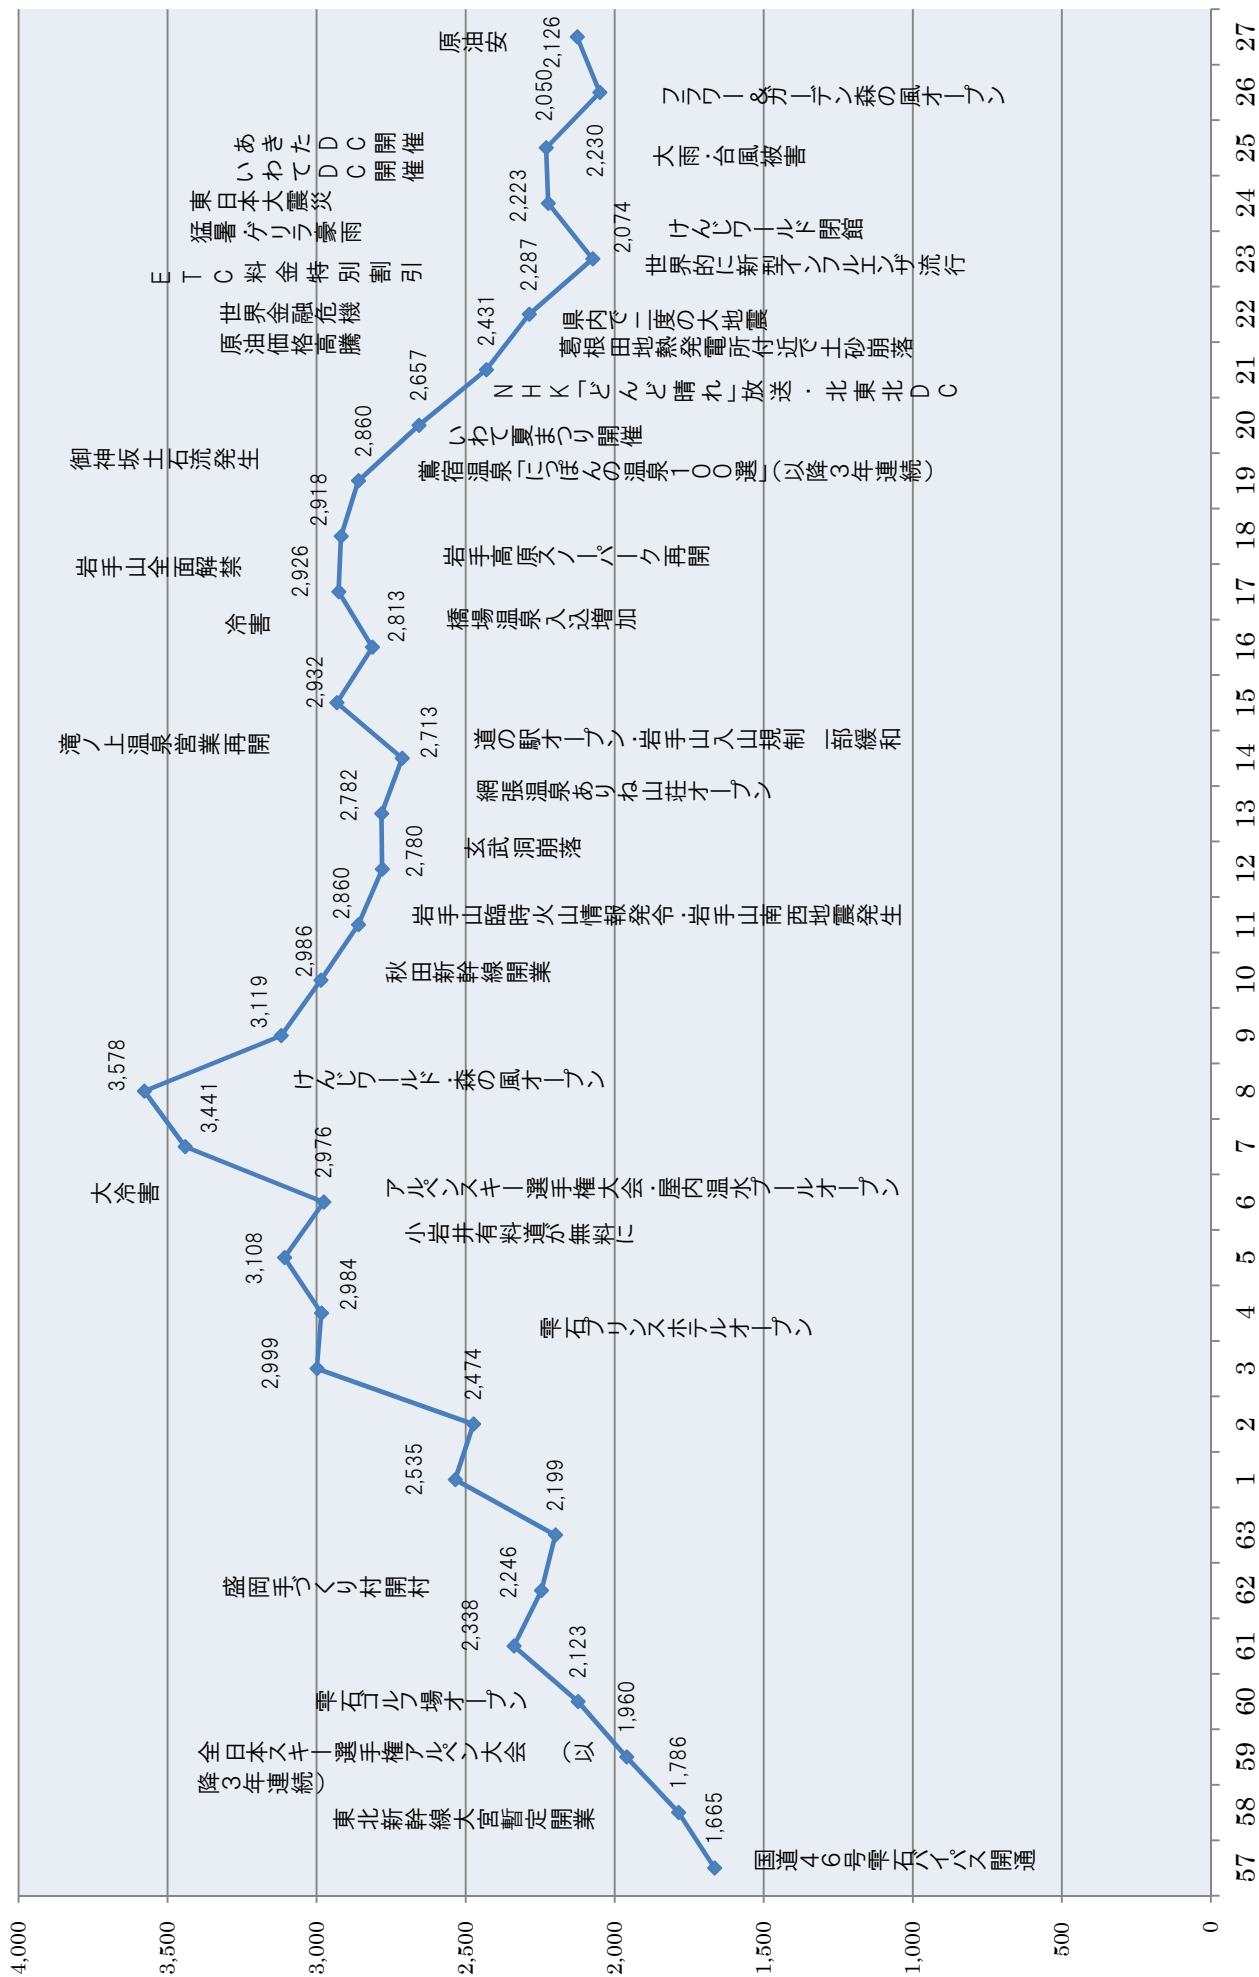 4,000
3,500
3,000
2,500
2,000
1,500
1,000
500
0
57
58
59
60
61
62
63
1
2
3
4
5
6
7
8
9
10
11
12
13
14
15
16
17
18
19
20
21
22
23
24
25
26
27
1,665
1,786
1,960
2,123
2,338
2,246
2,199
2,535
2,474
2,999
2,984
3,108
2,976
3,441
3,578
3,119
2,986
2,860
2,780
2,782
2,713
2,932
2,813
2,926
2,918
2,860
2,657
2,431
2,287
2,074
2,223
2,230
2,050
2,126
国道46号雫石バイパス開通
東北新幹線大宮暫定開業
全日本スキー選手権アルペン大会 (以
降3年連続)
雫石ゴルフ場オープン
盛岡手づくり村開村
雫石プリンスホテルオープン
小岩井有料道が無料に
アルペンスキー選手権大会・屋内温水プールオープン
大冷害
けんじワールド・森の風オープン
秋田新幹線開業
岩手山臨時火山情報発令・岩手山南西地震発生
玄武洞崩落
網張温泉ありね山荘オープン
道の駅オープン・岩手山入山規制 一部緩和
滝ノ上温泉営業再開
橋場温泉入込増加
冷害
岩手山全面解禁
岩手高原スノーパーク再開
御神坂土石流発生
鶯宿温泉「にっぽんの温泉100選」(以降3年連続)
いわて夏まつり開催
NHK「どんど晴れ」放送・北東北DC
葛根田地熱発電所付近で土砂崩落
県内で二度の大地震
原油価格高騰
世界金融危機
ETC料金特別割引
世界的に新型インフルエンザ流行
けんじワールド閉館
猛暑・ゲリラ豪雨
東日本大震災
いわてDC開催
あきたDC開催
大雨・台風被害
フラワー&ガーデン森の風オープン
原油安